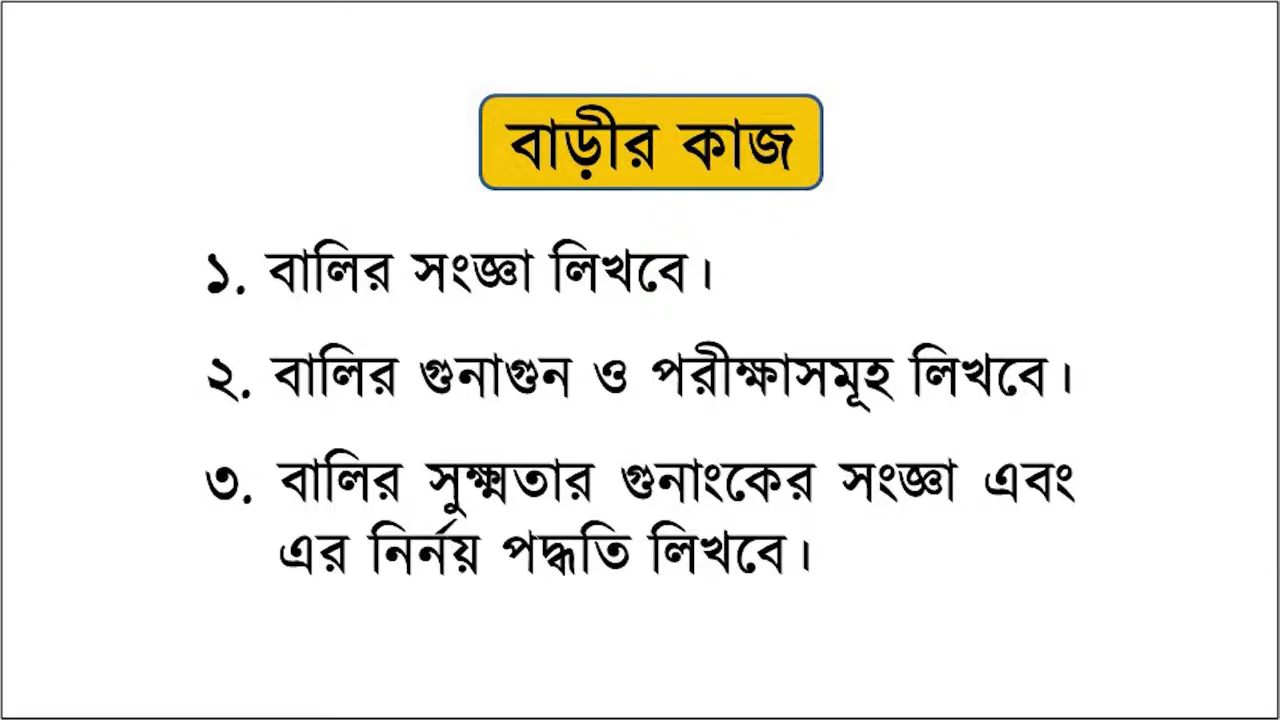 বাড়ীর কাজ
১. বালির সংজ্ঞা লিখবে।
২. বালির গুনাগুন ও পরীক্ষাসমূহ লিখবে।
৩. বালির সুক্ষ্মতার গুনাংকের সংজ্ঞা এবং
এর নির্নয় পদ্ধতি লিখবে।